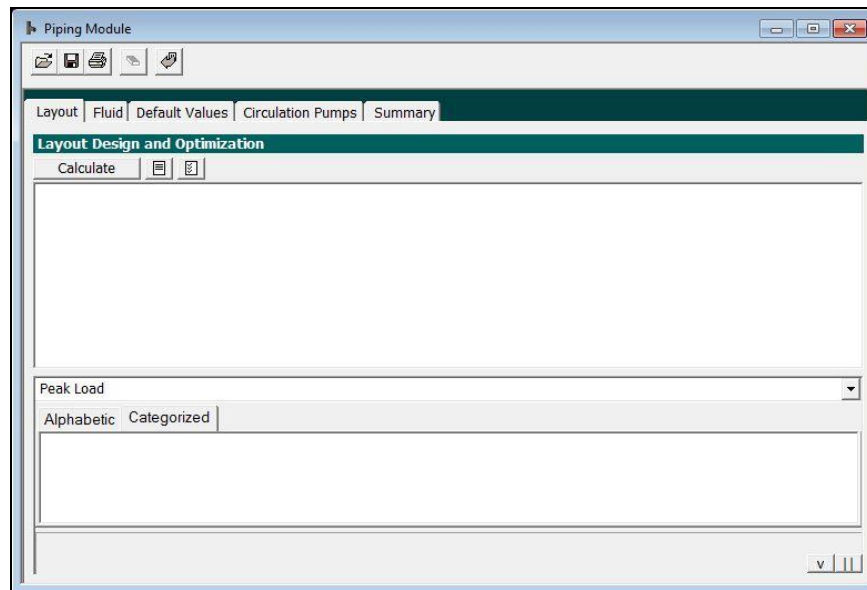 Piping Module
Layout Fluid Default Values Circulation Pumps Summary
Layout Design and Optimization
Calculate
Peak Load
Alphabetic Categorized
v ||